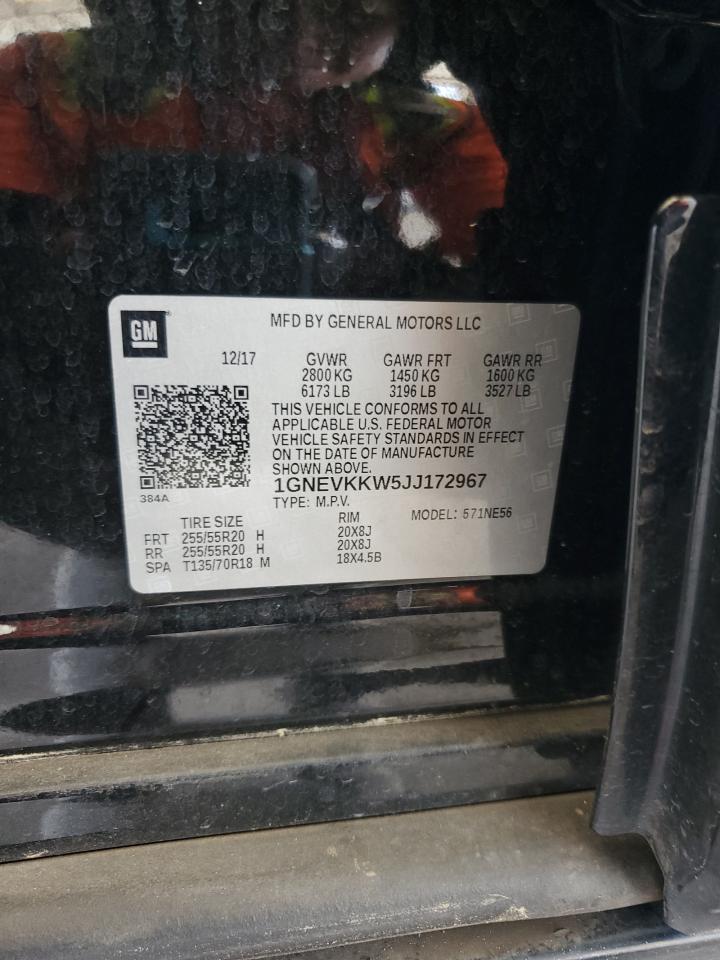 GM
MFD BY GENERAL MOTORS LLC
12/17 GVWR GAWR FRT GAWR RR
2800 KG 1450 KG 1600 KG
6173 LB 3196 LB 3527 LB
THIS VEHICLE CONFORMS TO ALL
APPLICABLE U.S. FEDERAL MOTOR
VEHICLE SAFETY STANDARDS IN EFFECT
ON THE DATE OF MANUFACTURE
SHOWN ABOVE.
384A
1GNEVKKW5JJ172967
TYPE: M.P.V.
TIRE SIZE RIM MODEL: 571NE56
FRT 255/55R20 H 20X8J
RR 255/55R20 H 20X8J
SPA T135/70R18 M 18X4.5B